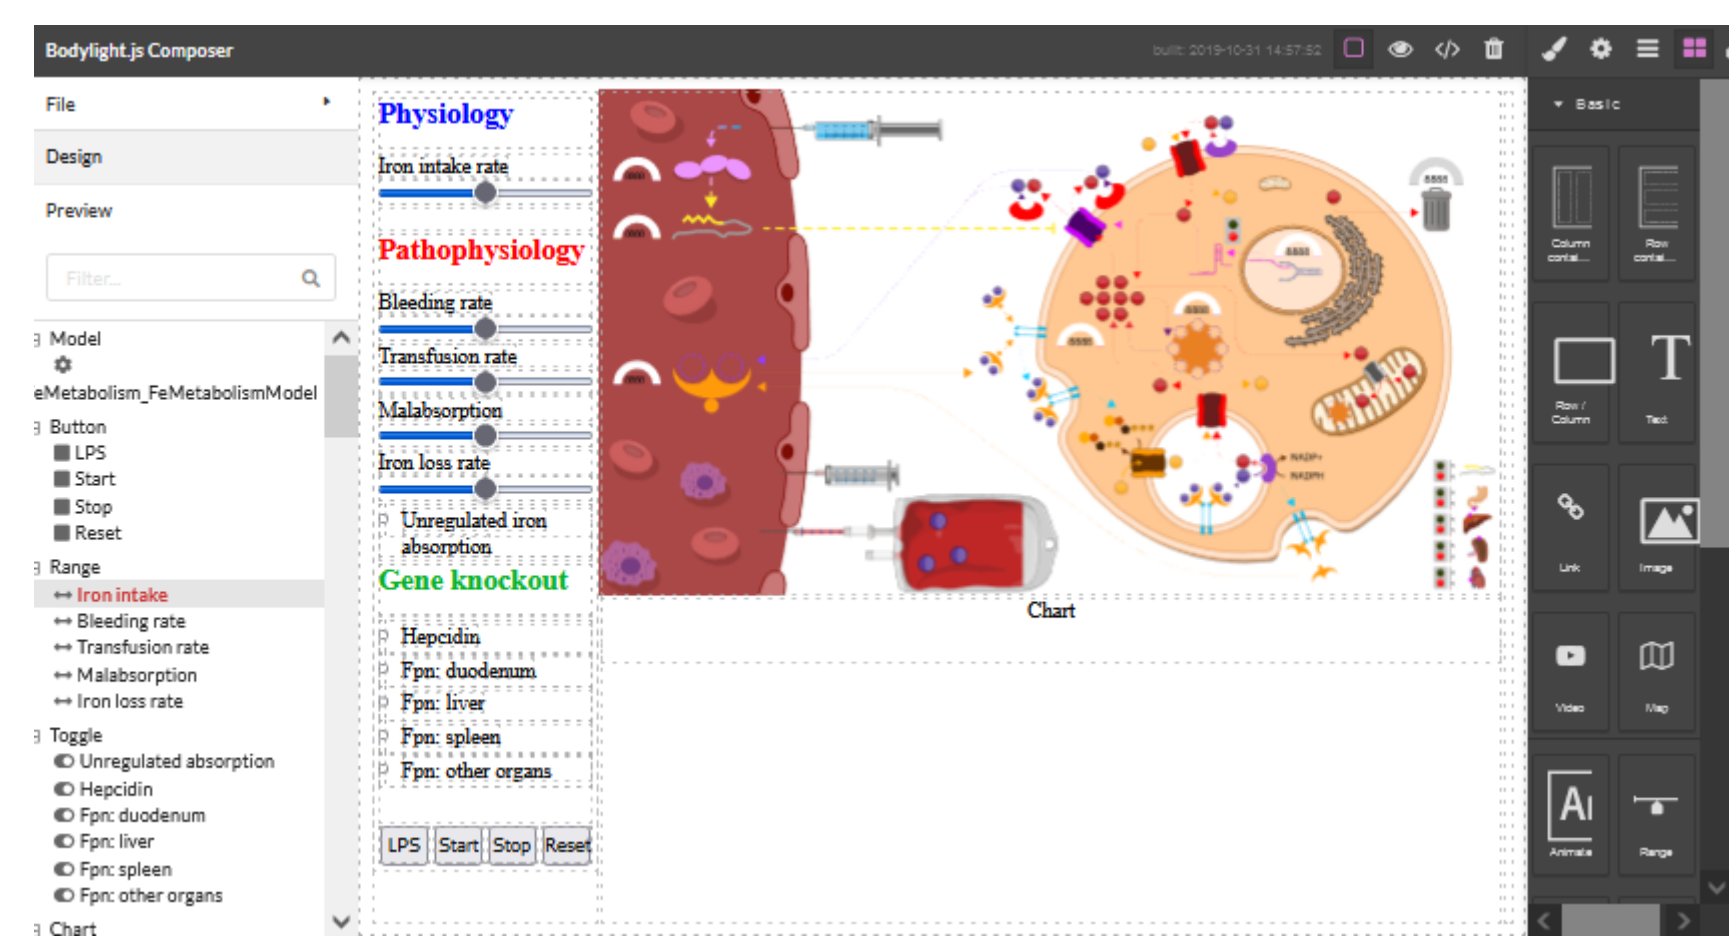 Bodylight.js Composer
built: 2019-10-31 14:57:52
File
Design
Preview
Filter...
Model
eMetabolism_FeMetabolismModel
Button
LPS
Start
Stop
Reset
Range
Iron intake
Bleeding rate
Transfusion rate
Malabsorption
Iron loss rate
Toggle
Unregulated absorption
Hepcidin
Fpn: duodenum
Fpn: liver
Fpn: spleen
Fpn: other organs
Chart
Physiology
Iron intake rate
Pathophysiology
Bleeding rate
Transfusion rate
Malabsorption
Iron loss rate
Unregulated iron
absorption
Gene knockout
Hepcidin
Fpn: duodenum
Fpn: liver
Fpn: spleen
Fpn: other organs
LPS Start Stop Reset
NADP+
NADPH
Chart
Basic
Column
contai...
Row
contai...
Row /
Column
T
Text
Link
Image
Video
Map
Animate
Range